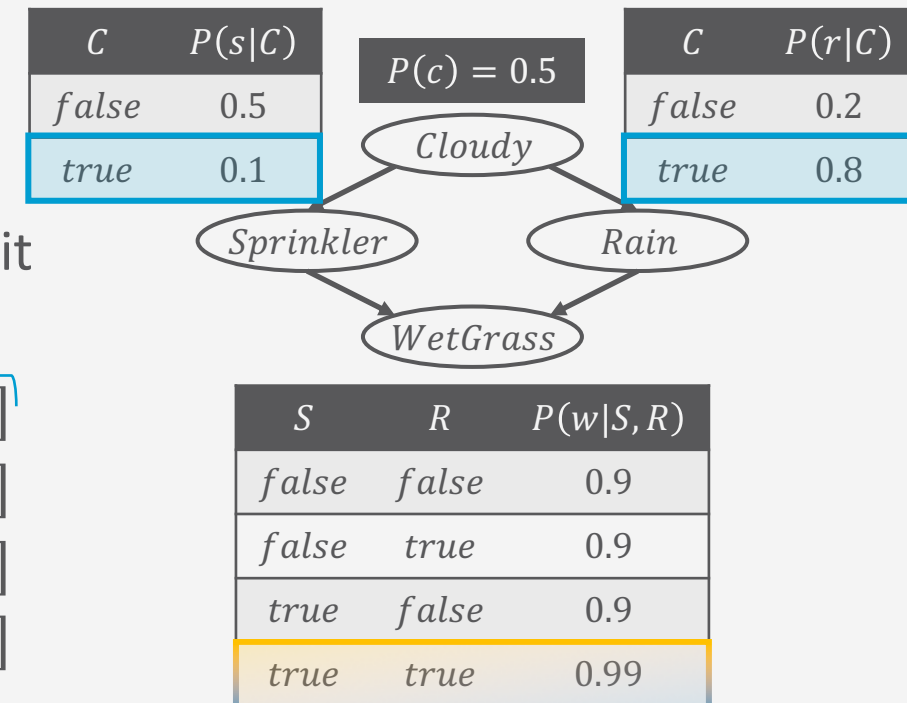 C P(s|C)
false 0.5
true 0.1
P(c) = 0.5
C P(r|C)
false 0.2
true 0.8
Cloudy
Sprinkler
Rain
WetGrass
it
]
]
]
]
S R P(w|S, R)
false false 0.9
false true 0.9
true false 0.9
true true 0.99